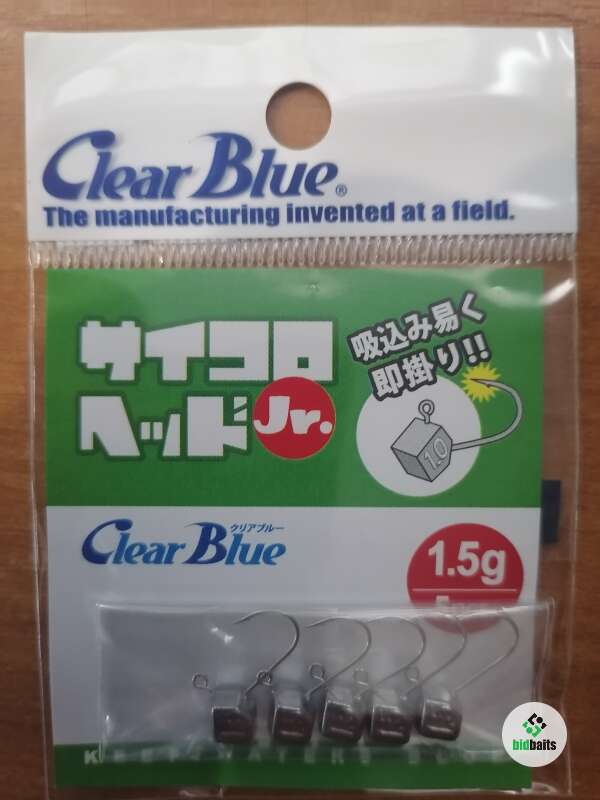 Clear Blue®
The manufacturing invented at a field.
サイコロ
ヘッド Jr.
吸込み易く
即掛り!!
1.0
クリアブルー
Clear Blue
1.5g
bidbaits